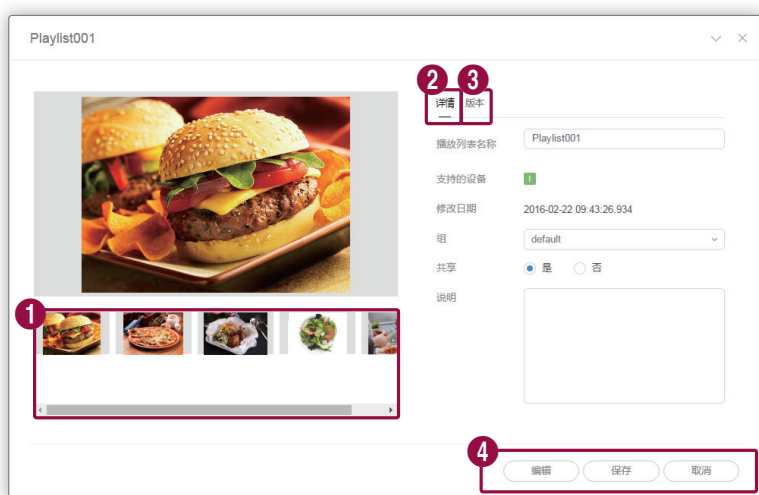 Playlist001
2 3
详情 版本
播放列表名称 Playlist001
支持的设备 I
修改日期 2016-02-22 09:43:26.934
组 default
共享 是 否
说明
1
4
编辑 保存 取消